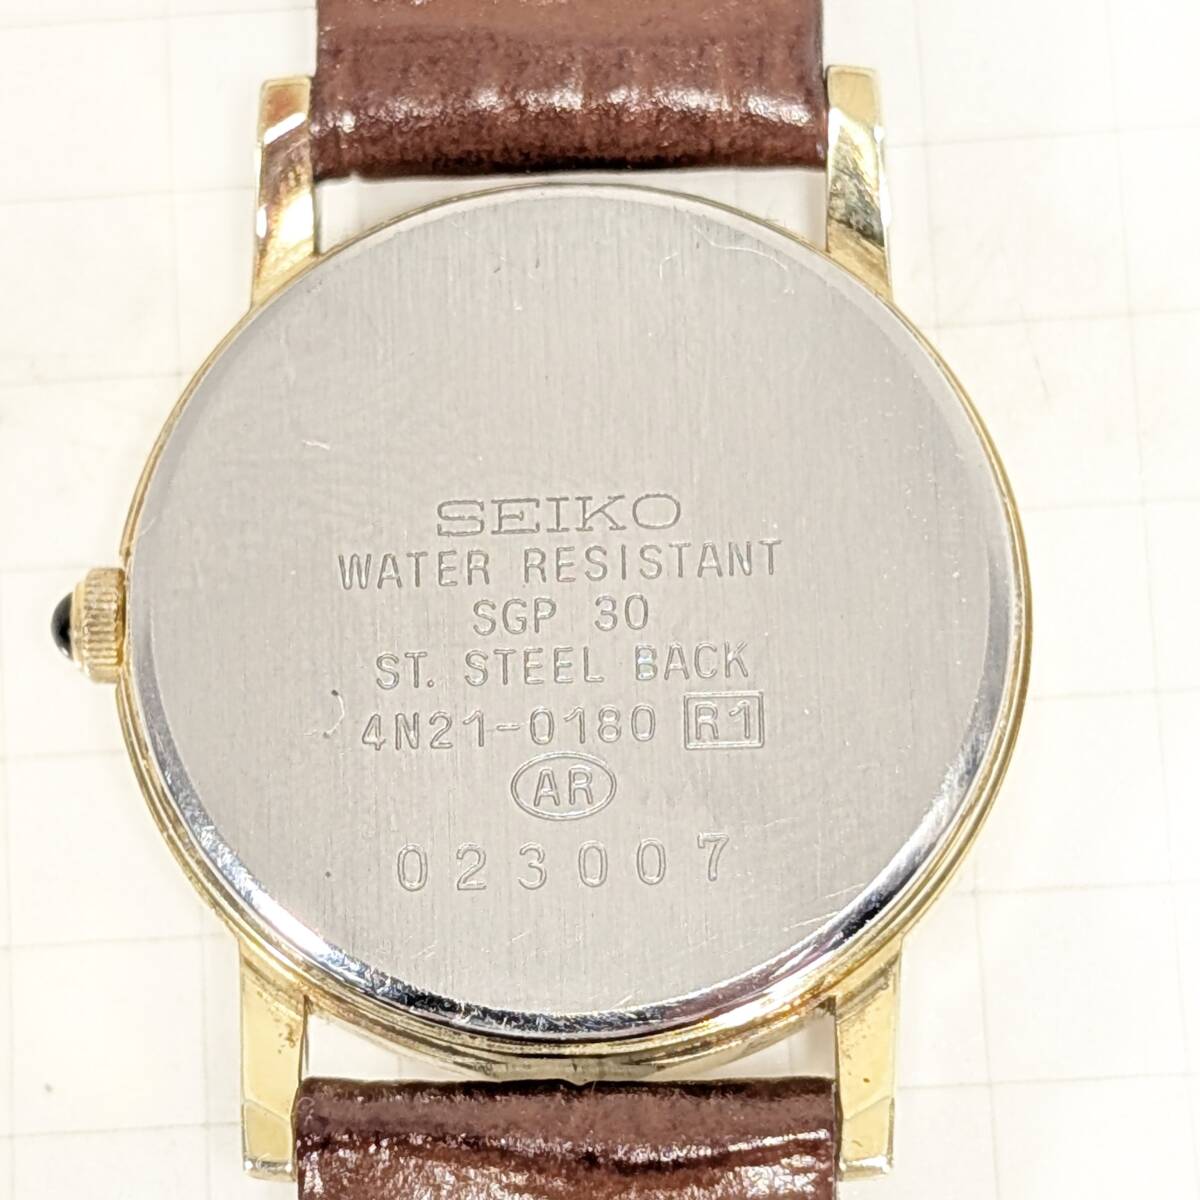 SEIKO
WATER RESISTANT
SGP 30
ST. STEEL BACK
4N21-0180 R1
AR
023007